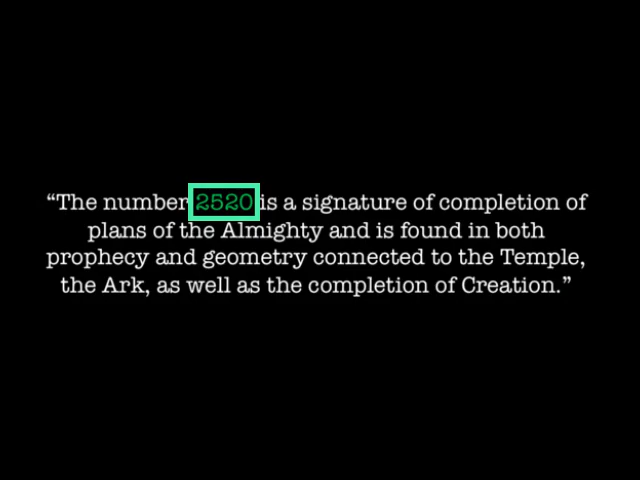 “The number 2520 is a signature of completion of
plans of the Almighty and is found in both
prophecy and geometry connected to the Temple,
the Ark, as well as the completion of Creation.”